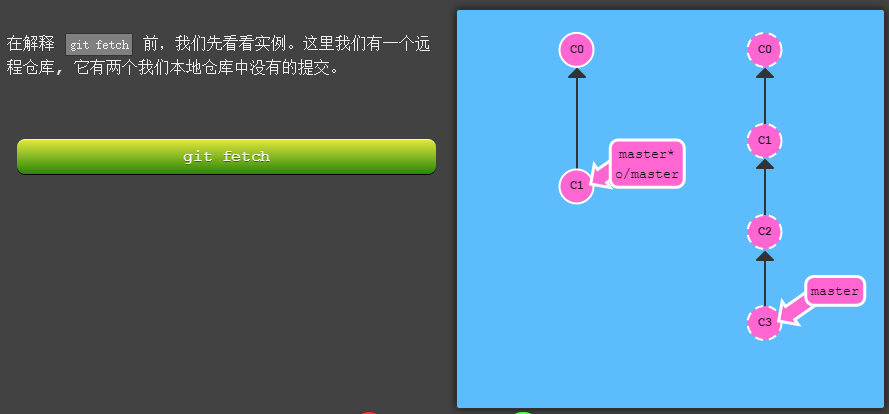 在解释 git fetch 前，我们先看看实例。这里我们有一个远
程仓库, 它有两个我们本地仓库中没有的提交。
git fetch
C0
C1
master*
o/master
C0
C1
C2
C3
master